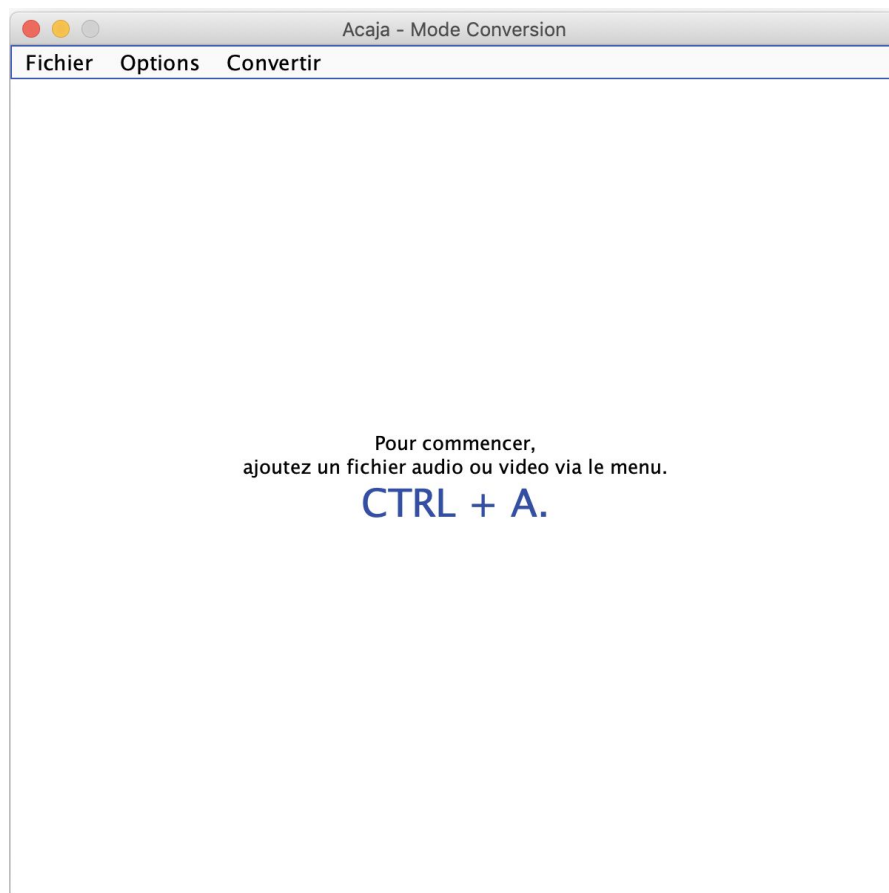 Acaja - Mode Conversion
Fichier Options Convertir
Pour commencer,
ajoutez un fichier audio ou video via le menu.
CTRL + A.